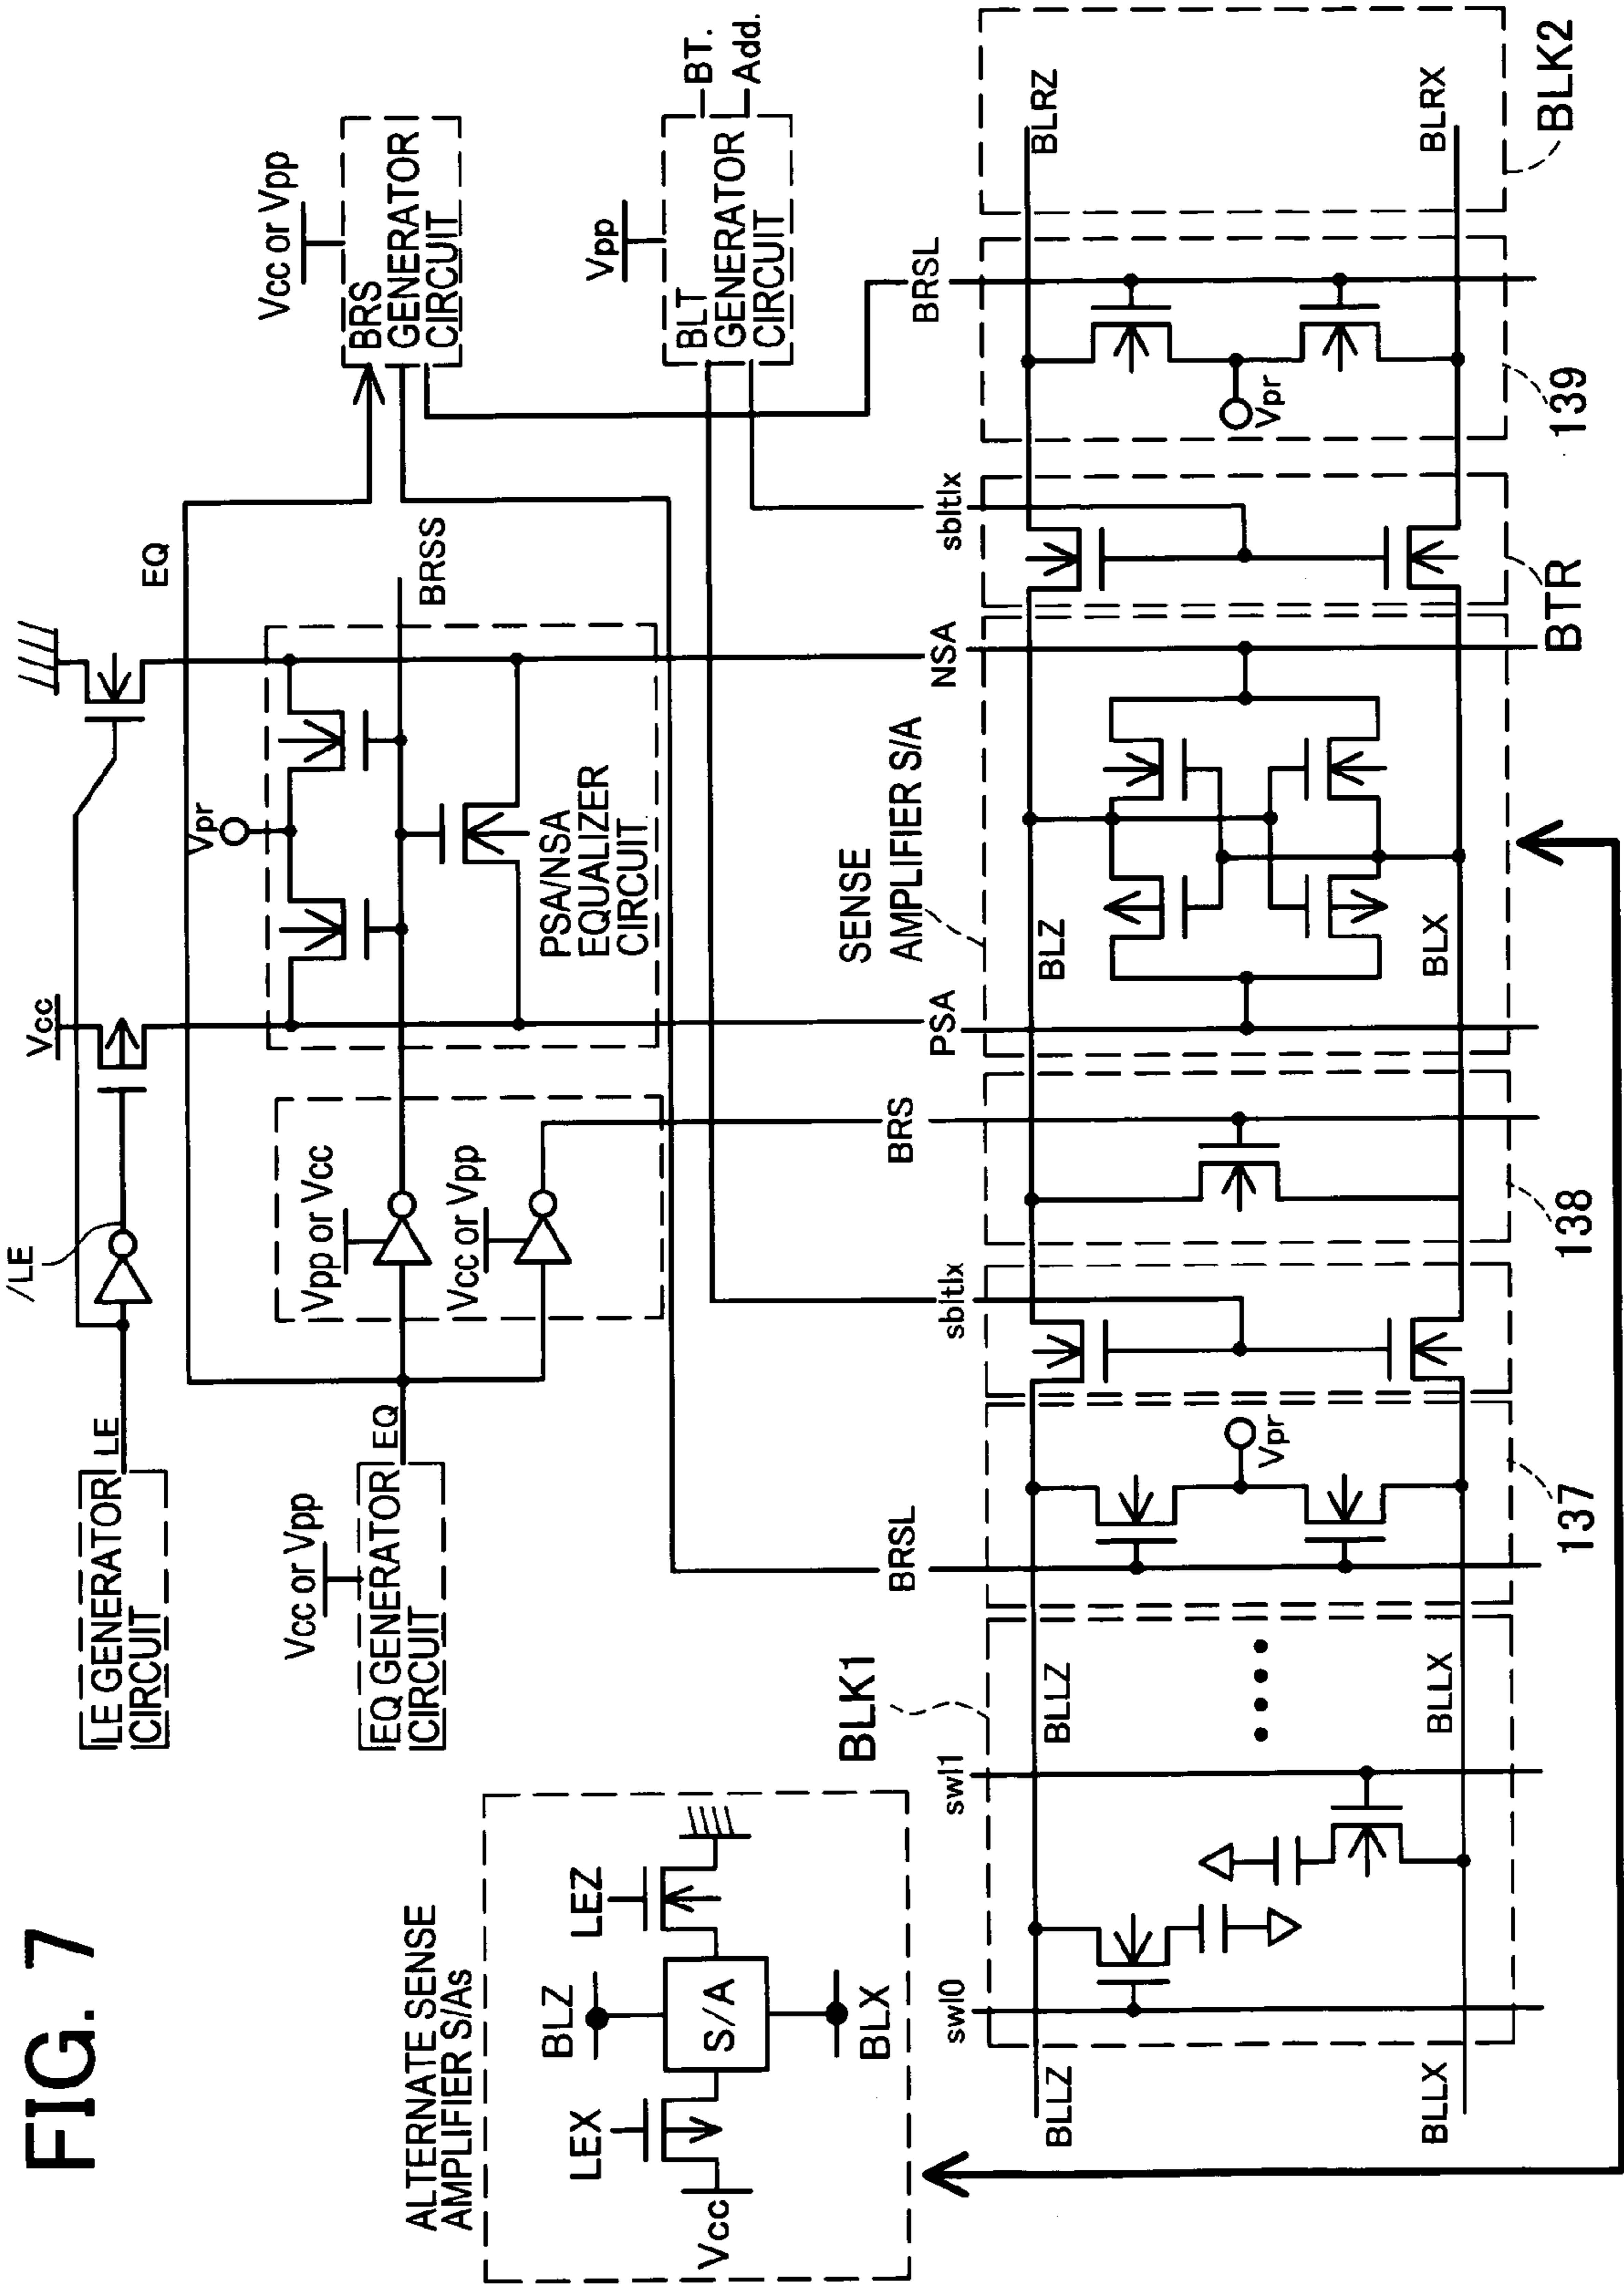 FIG. 7
LE GENERATOR
CIRCUIT
LE
/LE
Vcc
Vcc or Vpp
EQ GENERATOR
CIRCUIT
EQ
Vpp or Vcc
Vcc or Vpp
Vpr
PSA/NSA
EQUALIZER
CIRCUIT
BRSS
EQ
Vcc or Vpp
BRS
GENERATOR
CIRCUIT
Vpp
BLT
GENERATOR
CIRCUIT
BT.
Add.
ALTERNATE SENSE
AMPLIFIER S/As
BLZ
LEX
LEZ
S/A
Vcc
BLX
BLK1
SENSE
AMPLIFIER S/A
swl0
swl1
BRSL
sbltlx
BRS
PSA
NSA
sbltlx
BRSL
BLLZ
BLLZ
BLZ
BLRZ
Vpr
Vpr
BLLX
BLLX
BLX
BLRX
137
138
BTR
139
BLK2